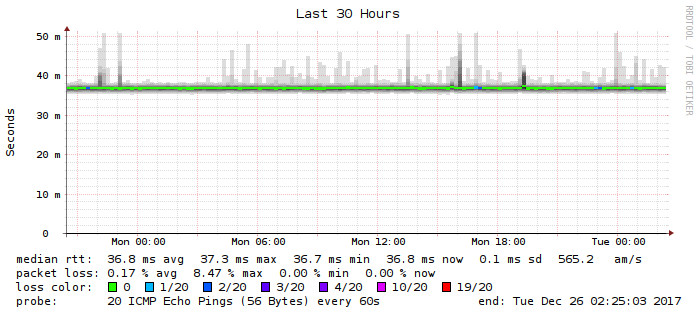 Last 30 Hours
RRDTOOL / TOBI OETIKER
Seconds
50 m
40 m
30 m
20 m
10 m
0
Mon 00:00 Mon 06:00 Mon 12:00 Mon 18:00 Tue 00:00
median rtt: 36.8 ms avg 37.3 ms max 36.7 ms min 36.8 ms now 0.1 ms sd 565.2 am/s
packet loss: 0.17 % avg 8.47 % max 0.00 % min 0.00 % now
loss color: 0 1/20 2/20 3/20 4/20 10/20 19/20
probe: 20 ICMP Echo Pings (56 Bytes) every 60s end: Tue Dec 26 02:25:03 2017